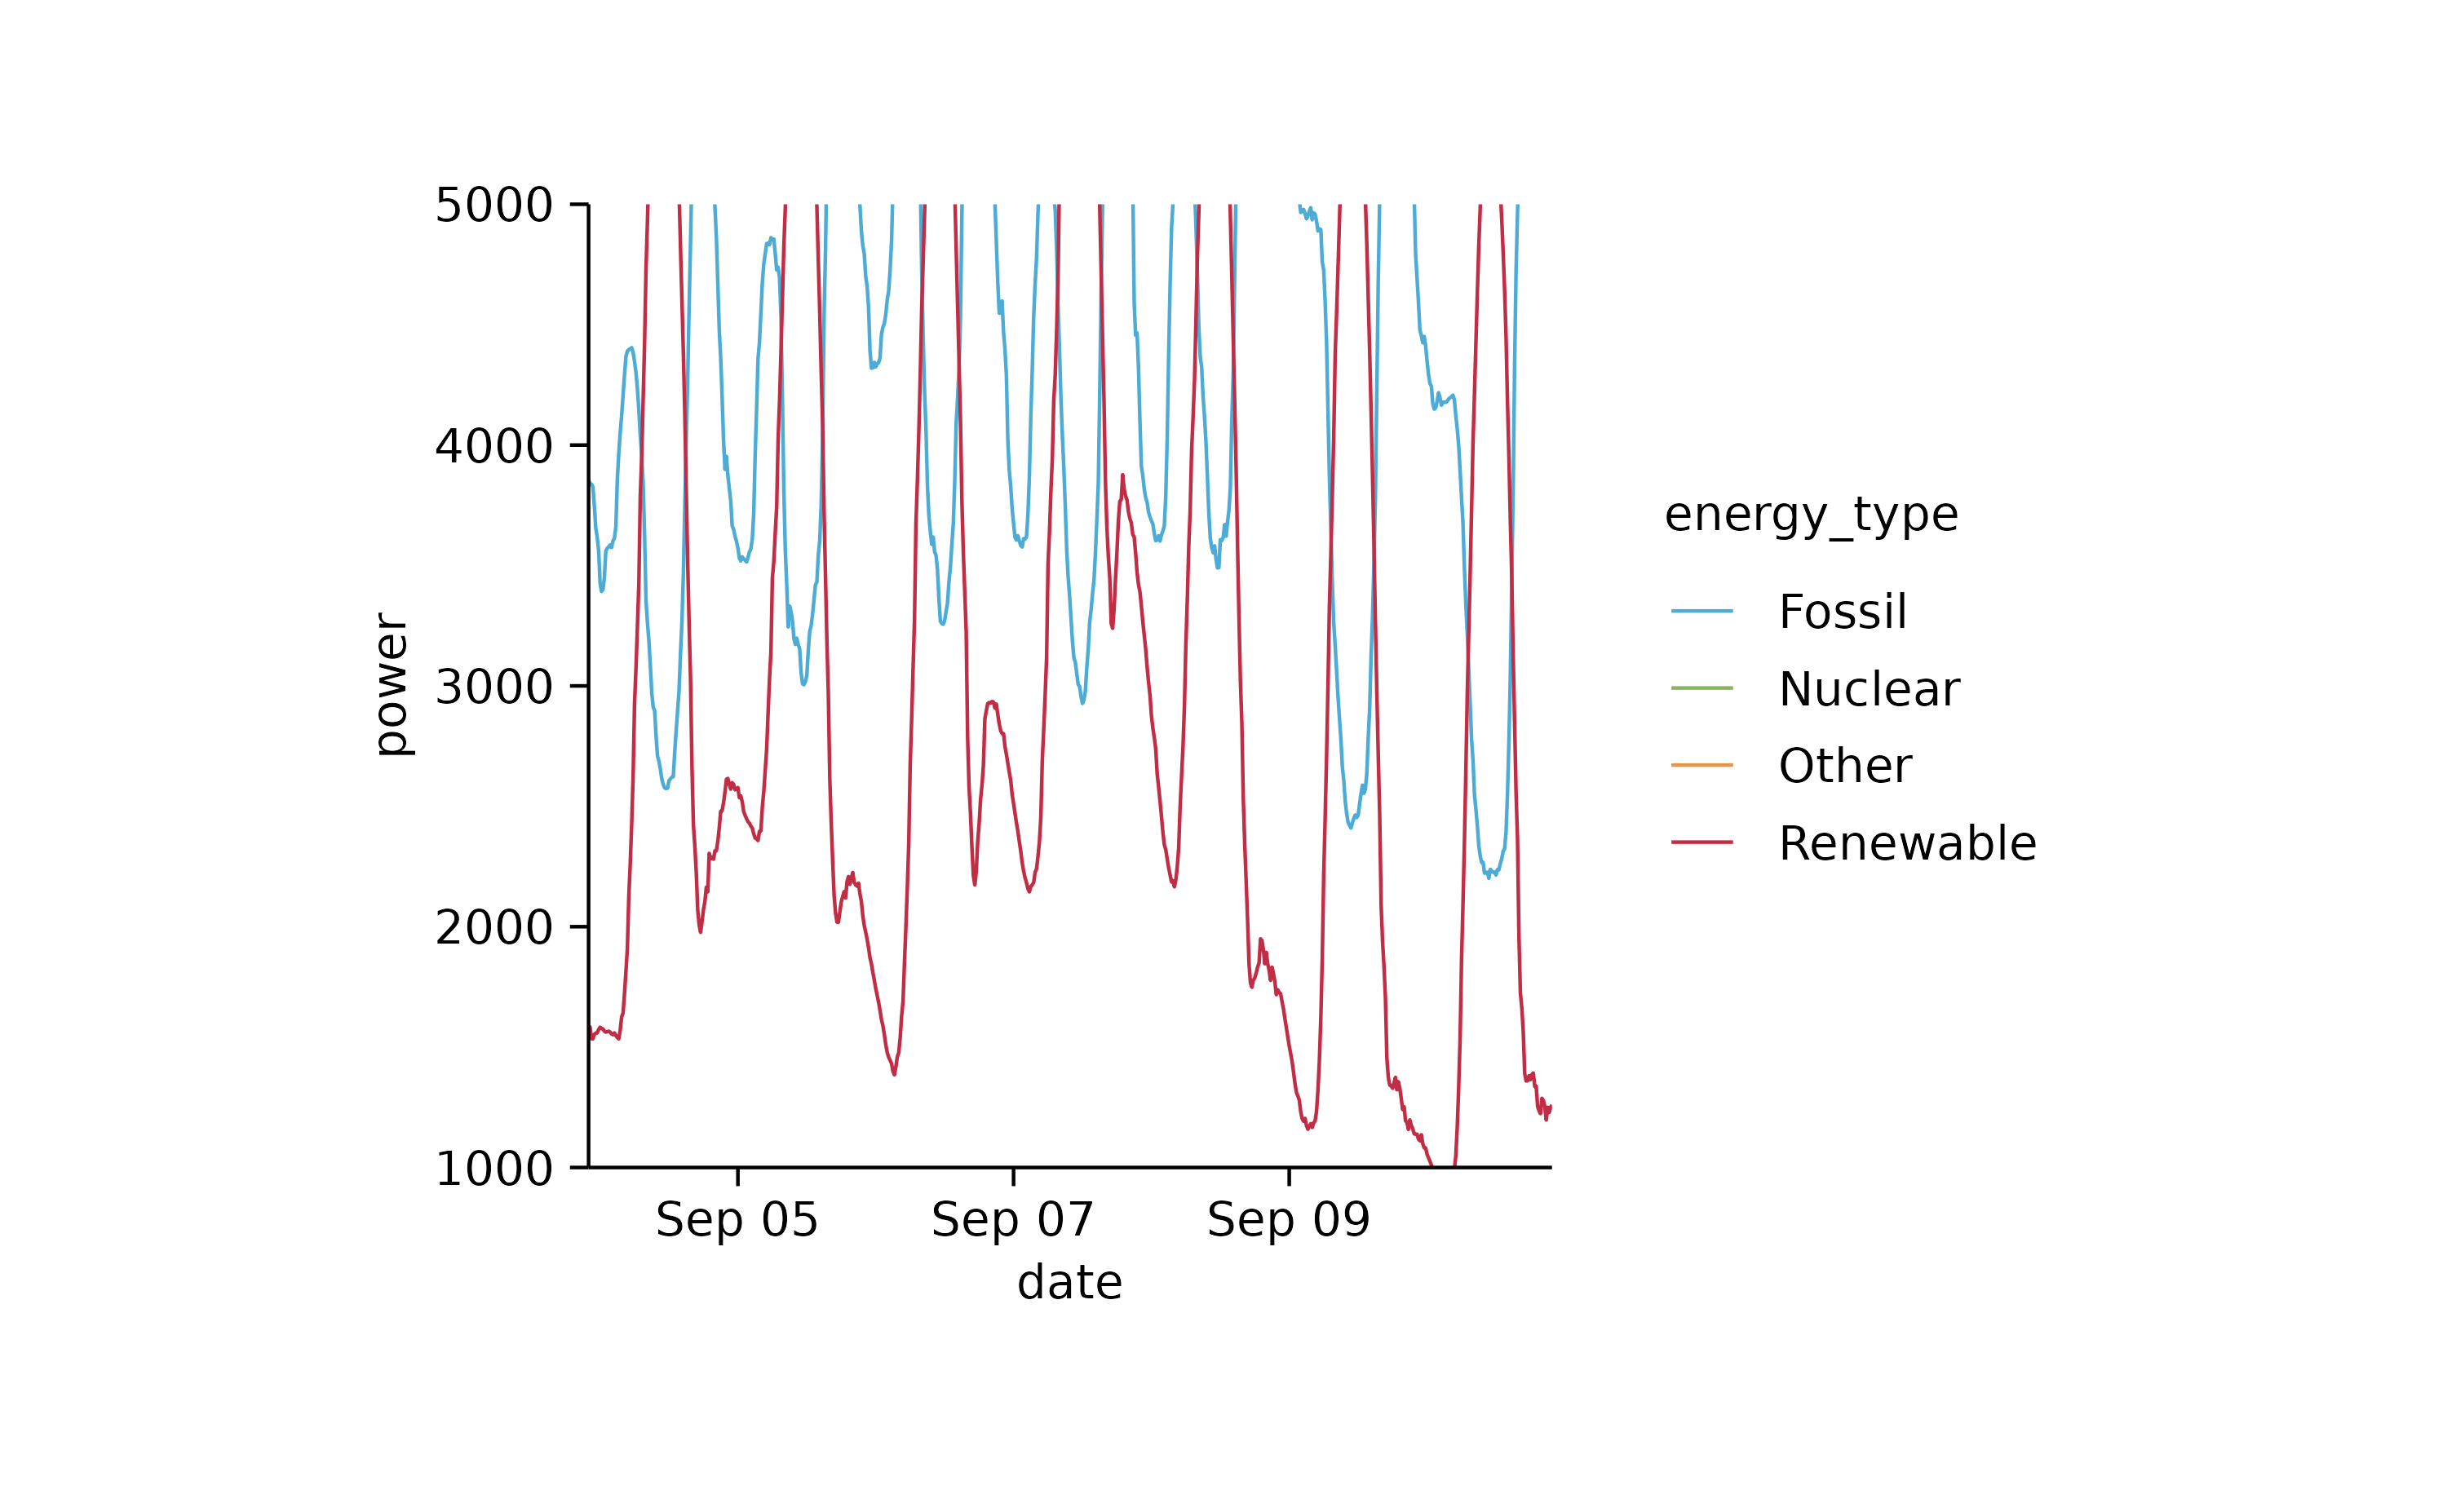 5000
4000
3000
2000
1000
power
Sep 05
Sep 07
Sep 09
date
energy_type
Fossil
Nuclear
Other
Renewable